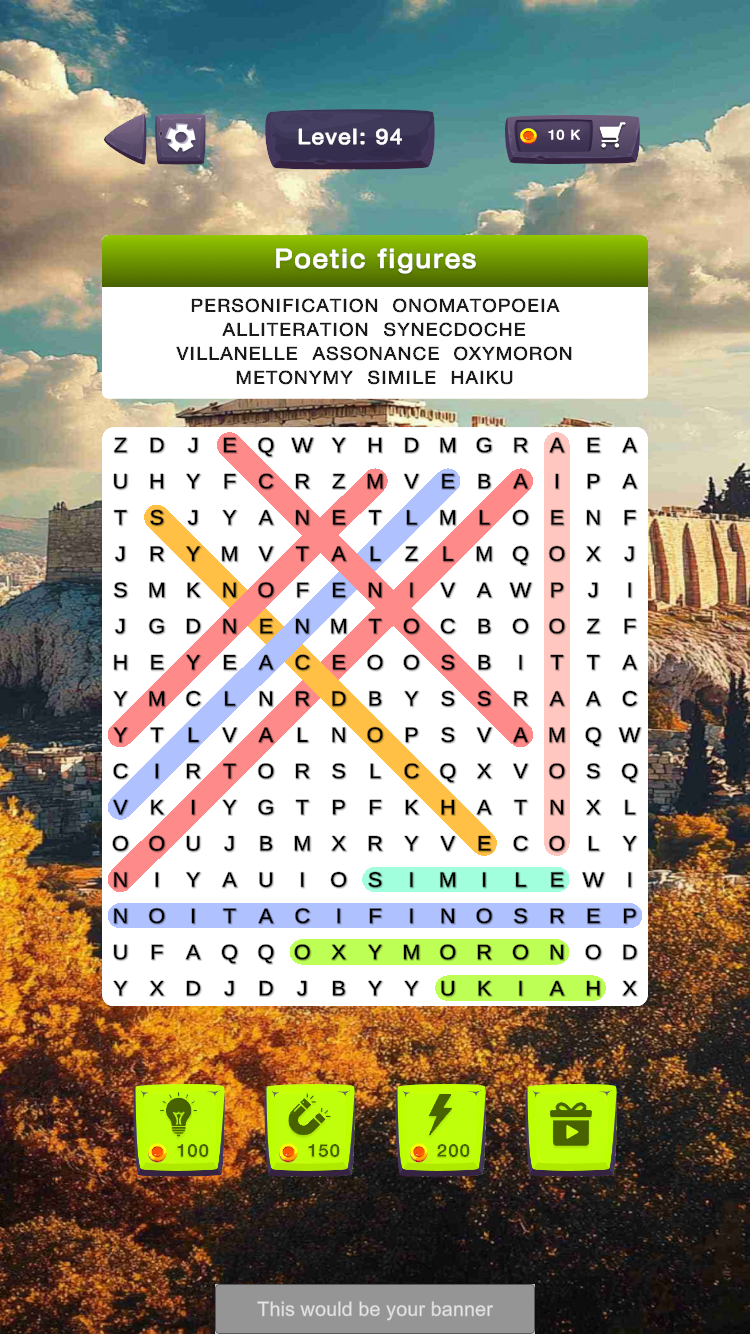 Level: 94
10 K
Poetic figures
PERSONIFICATION ONOMATOPOEIA
ALLITERATION SYNECDOCHE
VILLANELLE ASSONANCE OXYMORON
METONYMY SIMILE HAIKU
Z D J E Q W Y H D M G R A E A
U H Y F C R Z M V E B A I P A
T S J Y A N E T L M L O E N F
J R Y M V T A L Z L M Q O X J
S M K N O F E N I V A W P J I
J G D N E N M T O C B O O Z F
H E Y E A C E O O S B I T T A
Y M C L N R D B Y S S R A A C
Y T L V A L N O P S V A M Q W
C I R T O R S L C Q X V O S Q
V K I Y G T P F K H A T N X L
O O U J B M X R Y V E C O L Y
N I Y A U I O S I M I L E W I
N O I T A C I F I N O S R E P
U F A Q Q O X Y M O R O N O D
Y X D J D J B Y Y U K I A H X
100 150 200
This would be your banner